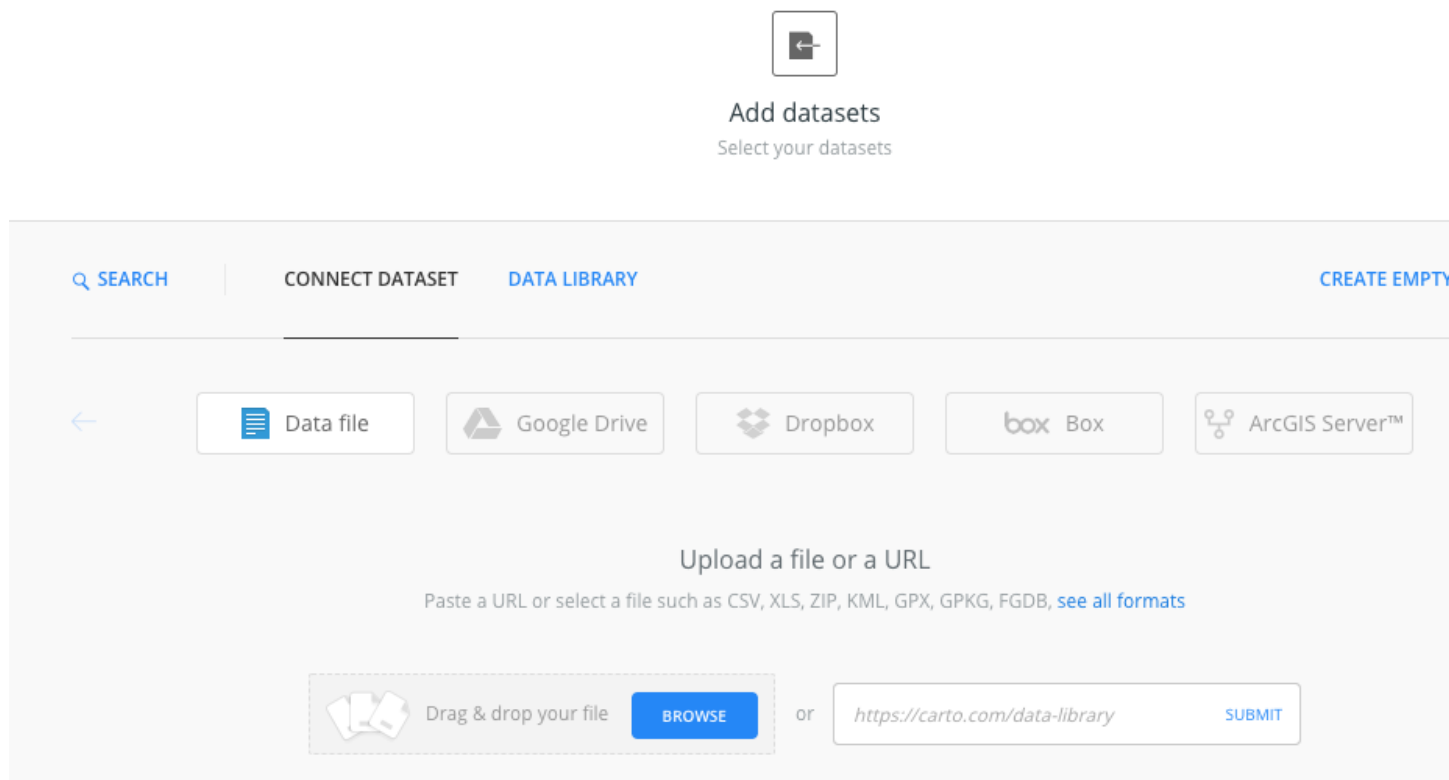 Add datasets
Select your datasets
SEARCH CONNECT DATASET DATA LIBRARY CREATE EMPTY
Data file Google Drive Dropbox box Box ArcGIS Server™
Upload a file or a URL
Paste a URL or select a file such as CSV, XLS, ZIP, KML, GPX, GPKG, FGDB, see all formats
Drag & drop your file BROWSE or https://carto.com/data-library SUBMIT